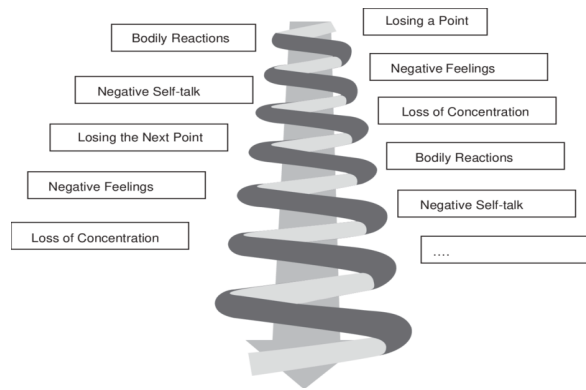 Losing a Point
Bodily Reactions
Negative Feelings
Negative Self-talk
Loss of Concentration
Losing the Next Point
Bodily Reactions
Negative Feelings
Negative Self-talk
Loss of Concentration
....